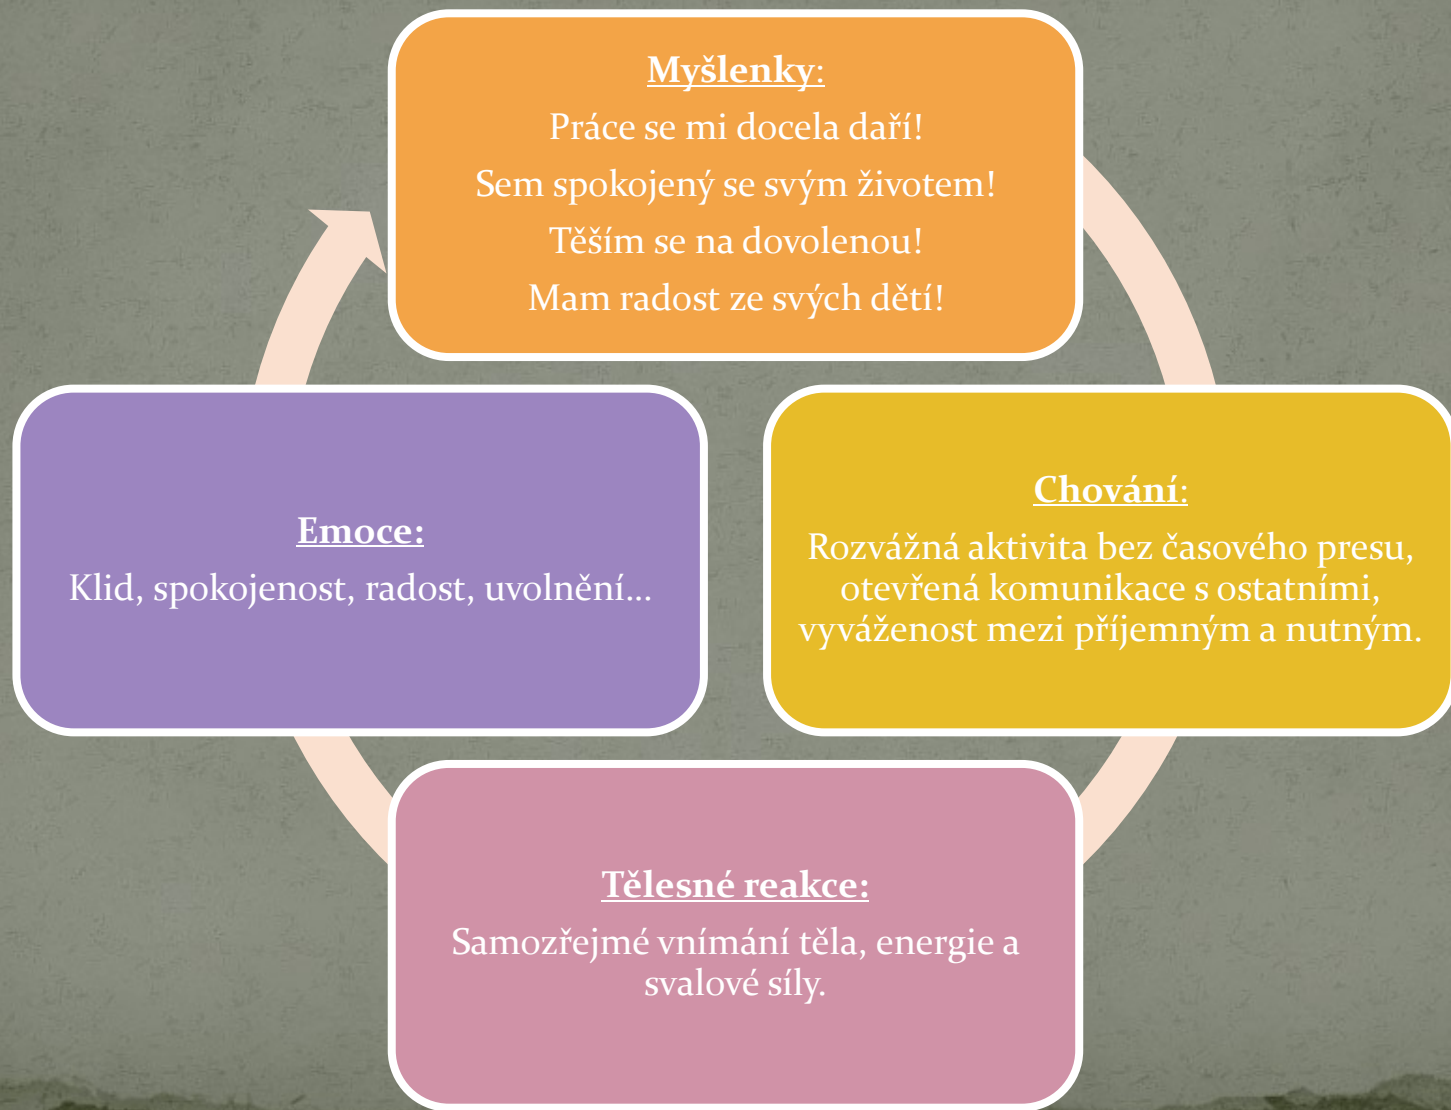 Myšlenky:
Práce se mi docela daří!
Sem spokojený se svým životem!
Těším se na dovolenou!
Mam radost ze svých dětí!
Chování:
Rozvážná aktivita bez časového presu,
otevřená komunikace s ostatními,
vyváženost mezi příjemným a nutným.
Tělesné reakce:
Samozřejmé vnímání těla, energie a
svalové síly.
Emoce:
Klid, spokojenost, radost, uvolnění...